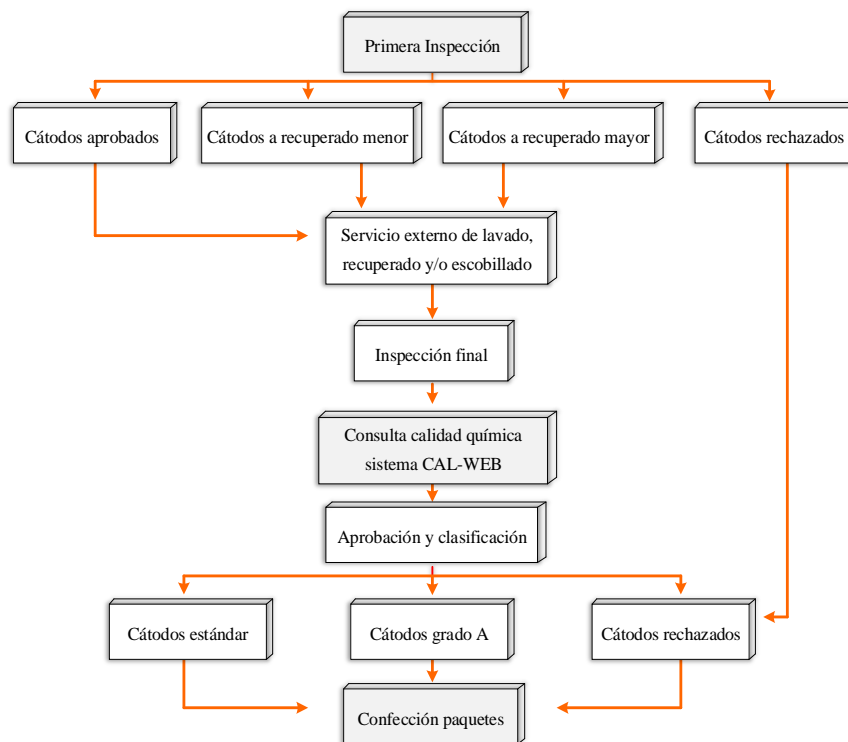 Primera Inspección
Cátodos aprobados
Cátodos a recuperado menor
Cátodos a recuperado mayor
Cátodos rechazados
Servicio externo de lavado,
recuperado y/o escobillado
Inspección final
Consulta calidad química
sistema CAL-WEB
Aprobación y clasificación
Cátodos estándar
Cátodos grado A
Cátodos rechazados
Confección paquetes